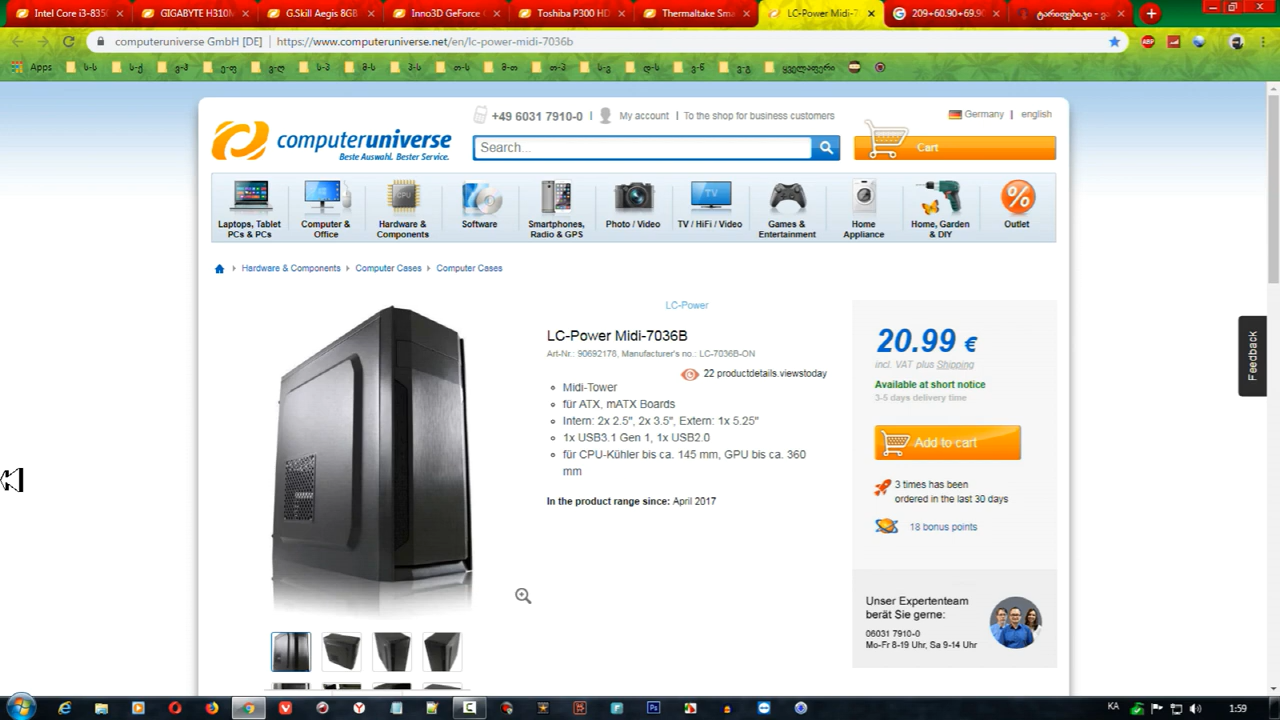 Intel Core i3-835
GIGABYTE H310M
G.Skill Aegis 8GB
Inno3D GeForce
Toshiba P300 HD
Thermaltake Sma
LC-Power Midi-7
209+60.90+69.9
computeruniverse GmbH [DE] | https://www.computeruniverse.net/en/lc-power-midi-7036b
Apps
ყველაფერი
+49 6031 7910-0 | My account | To the shop for business customers
Germany | english
computeruniverse
Beste Auswahl. Bester Service.
Search...
Cart
Laptops, Tablet PCs & PCs
Computer & Office
CPU
Hardware & Components
Software
Smartphones, Radio & GPS
Photo / Video
TV
TV / HiFi / Video
Games & Entertainment
Home Appliance
Home, Garden & DIY
%
Outlet
Hardware & Components
Computer Cases
Computer Cases
LC-Power
LC-Power Midi-7036B
Art-Nr.: 90692178, Manufacturer's no.: LC-7036B-ON
22 productdetails.viewstoday
Midi-Tower
für ATX, mATX Boards
Intern: 2x 2.5", 2x 3.5", Extern: 1x 5.25"
1x USB3.1 Gen 1, 1x USB2.0
für CPU-Kühler bis ca. 145 mm, GPU bis ca. 360
mm
In the product range since: April 2017
20.99 €
incl. VAT plus Shipping
Available at short notice
3-5 days delivery time
Add to cart
3 times has been
ordered in the last 30 days
18 bonus points
Unser Expertenteam
berät Sie gerne:
06031 7910-0
Mo-Fr 8-19 Uhr, Sa 9-14 Uhr
Feedback
KA
1:59